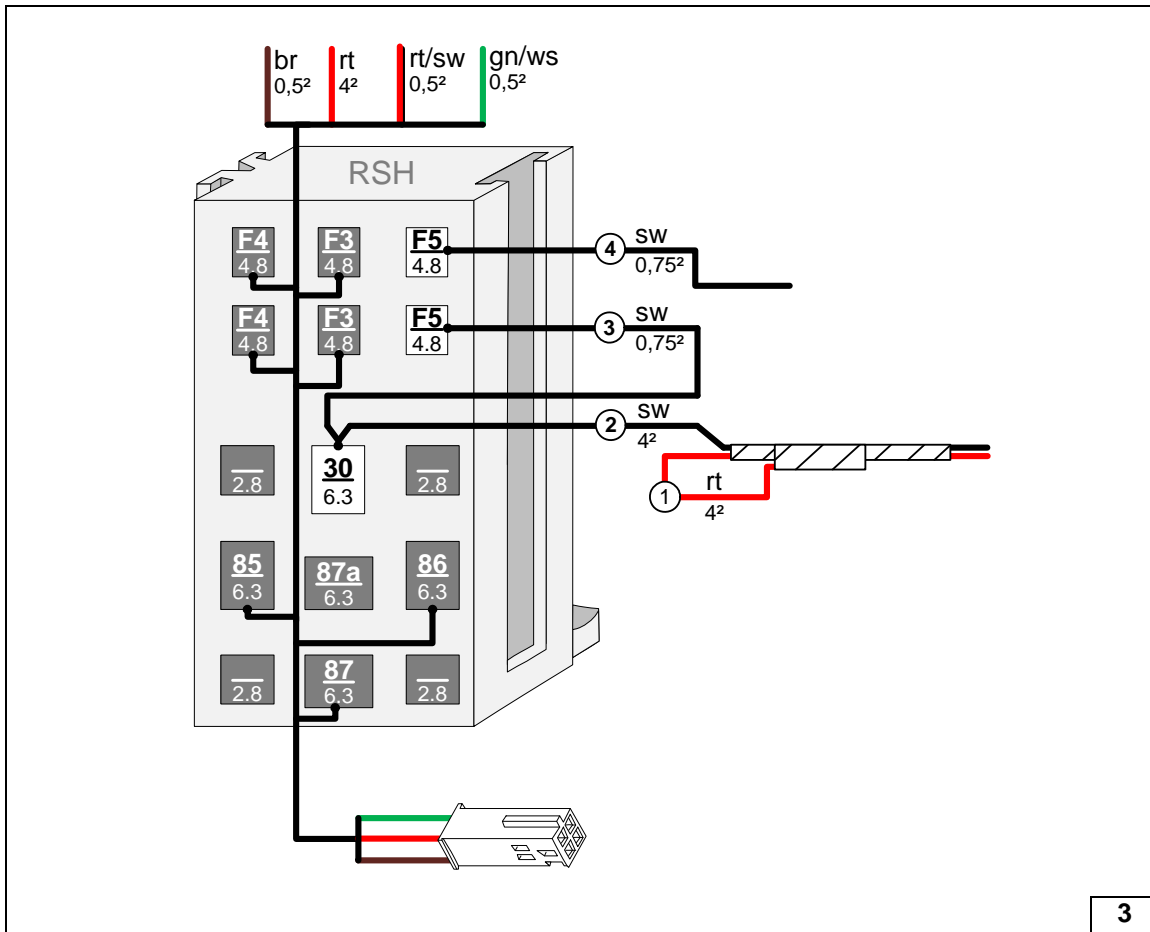 br rt rt/sw gn/ws
0,5² 4² 0,5² 0,5²
RSH
F4 F3 F5
4.8 4.8 4.8
4 sw
0,75²
F4 F3 F5
4.8 4.8 4.8
3 sw
0,75²
2 sw
4²
30
2.8 6.3 2.8
1 rt
4²
85 87a 86
6.3 6.3 6.3
87
2.8 6.3 2.8
3